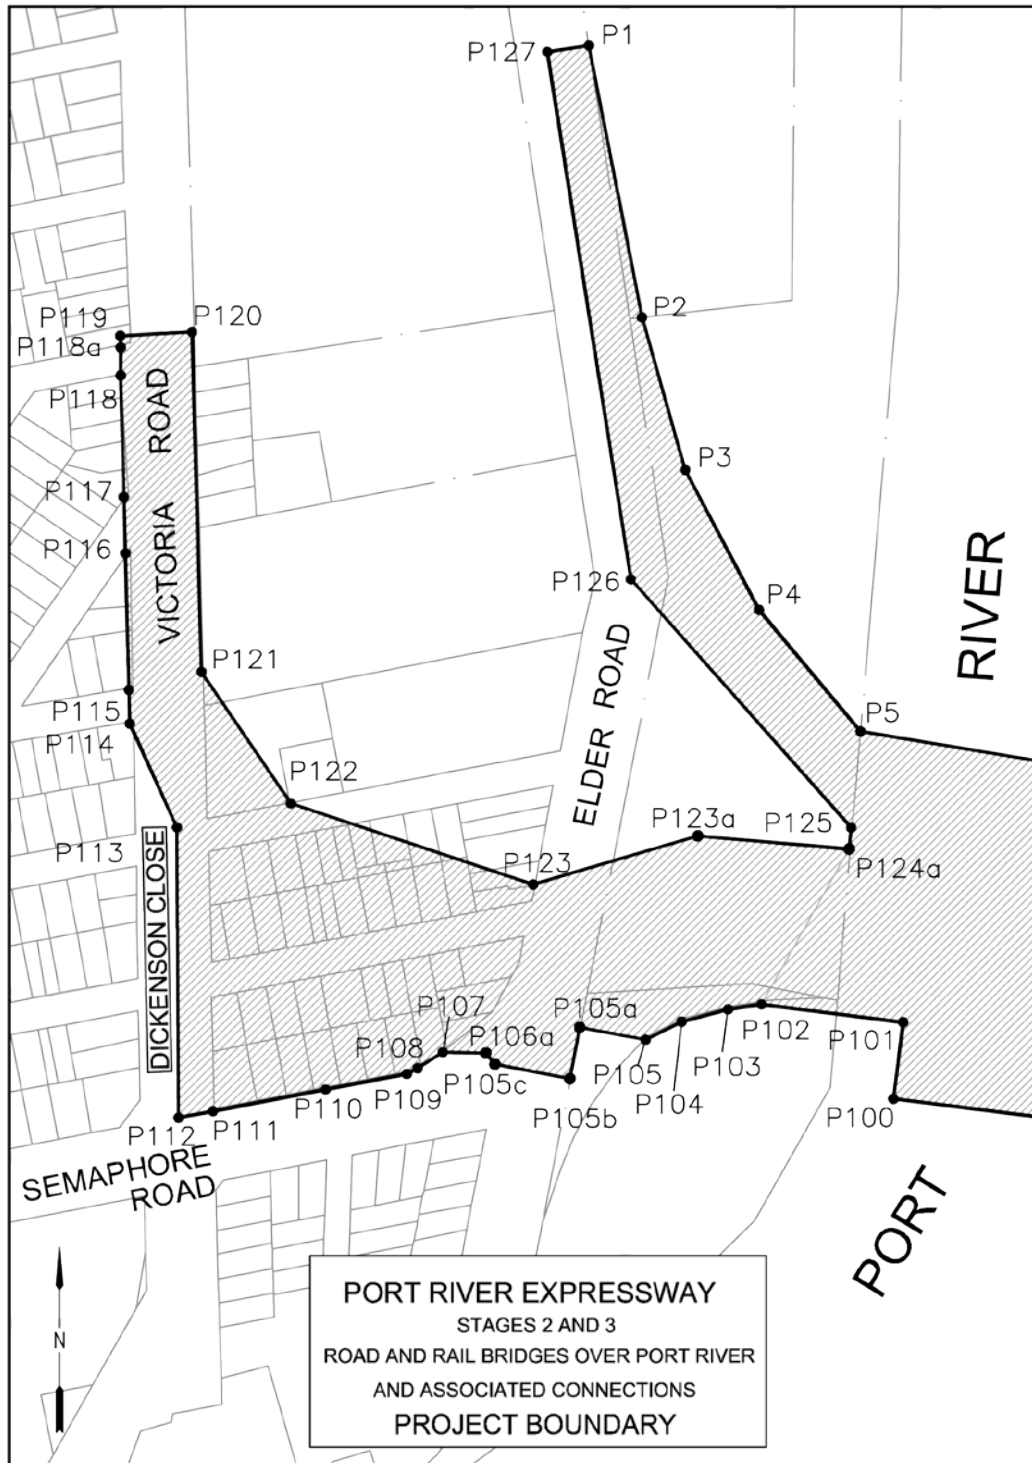 P127
P1
P2
P119
P120
P118a
P118
VICTORIA ROAD
P117
P3
P116
RIVER
P126
P4
ELDER ROAD
P121
P115
P5
P114
P122
P123a
P125
P113
P123
P124a
DICKENSON CLOSE
P107
P105a
P102
P101
P106a
P108
P103
P105c
P105
P109
P104
P110
P100
P105b
P111
P112
SEMAPHORE
ROAD
PORT
N
PORT RIVER EXPRESSWAY
STAGES 2 AND 3
ROAD AND RAIL BRIDGES OVER PORT RIVER
AND ASSOCIATED CONNECTIONS
PROJECT BOUNDARY